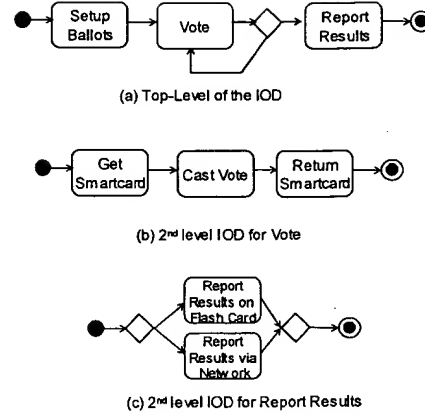 Setup
Ballots
Vote
Report
Results
(a) Top-Level of the IOD
Get
Smartcard
Cast Vote
Return
Smartcard
(b) 2nd level IOD for Vote
Report
Results on
Flash Card
Report
Results via
Network
(c) 2nd level IOD for Report Results